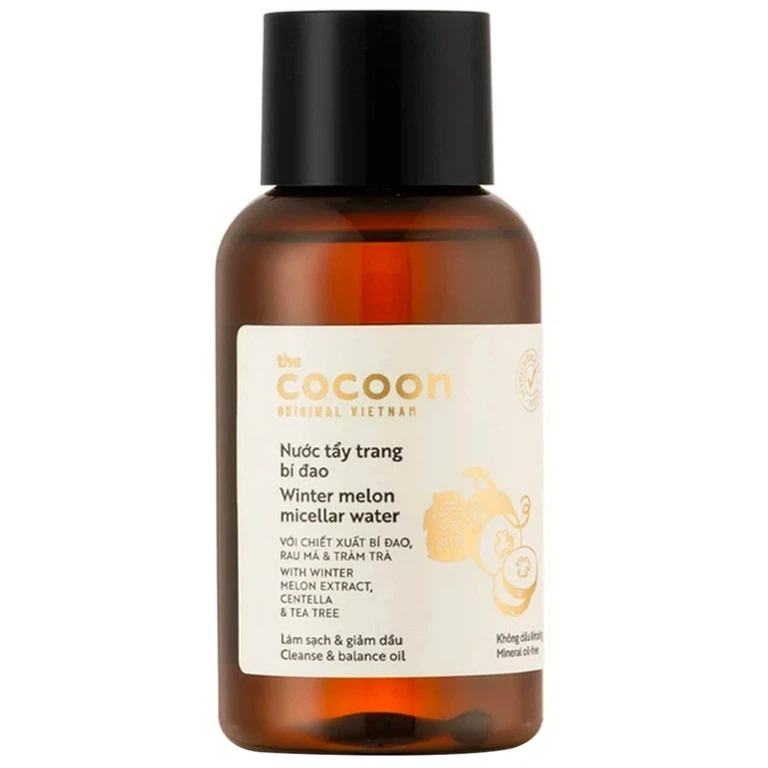 the
cocoon
ORIGINAL VIETNAM
Nước tẩy trang
bí đao
Winter melon
micellar water
VỚI CHIẾT XUẤT BÍ ĐAO,
RAU MÁ & TRÀM TRÀ
WITH WINTER
MELON EXTRACT,
CENTELLA
& TEA TREE
Làm sạch & giảm dầu
Cleanse & balance oil
Không dầu
Mineral oil-free